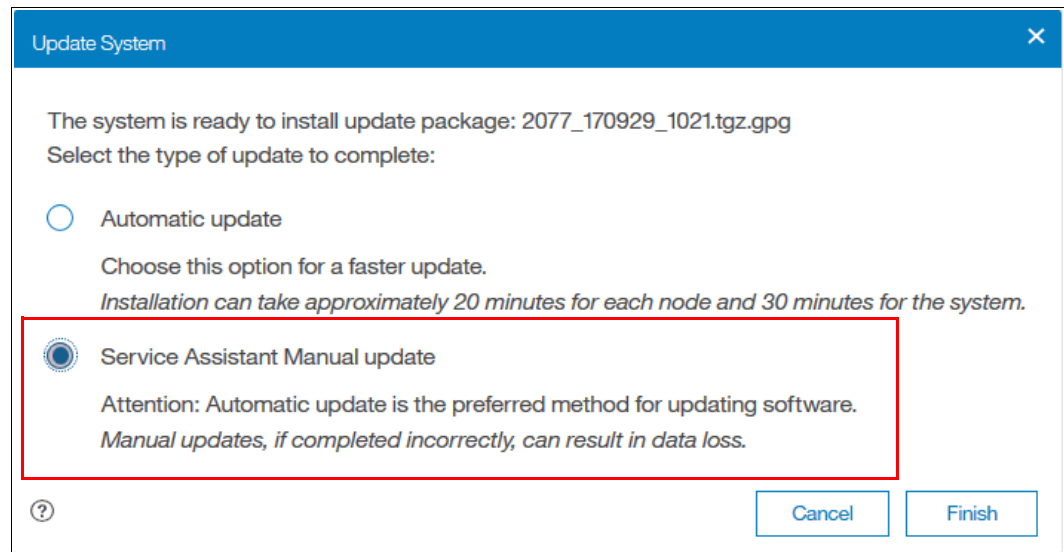 Update System
The system is ready to install update package: 2077_170929_1021.tgz.gpg
Select the type of update to complete:
Automatic update
Choose this option for a faster update.
Installation can take approximately 20 minutes for each node and 30 minutes for the system.
Service Assistant Manual update
Attention: Automatic update is the preferred method for updating software.
Manual updates, if completed incorrectly, can result in data loss.
?
Cancel
Finish